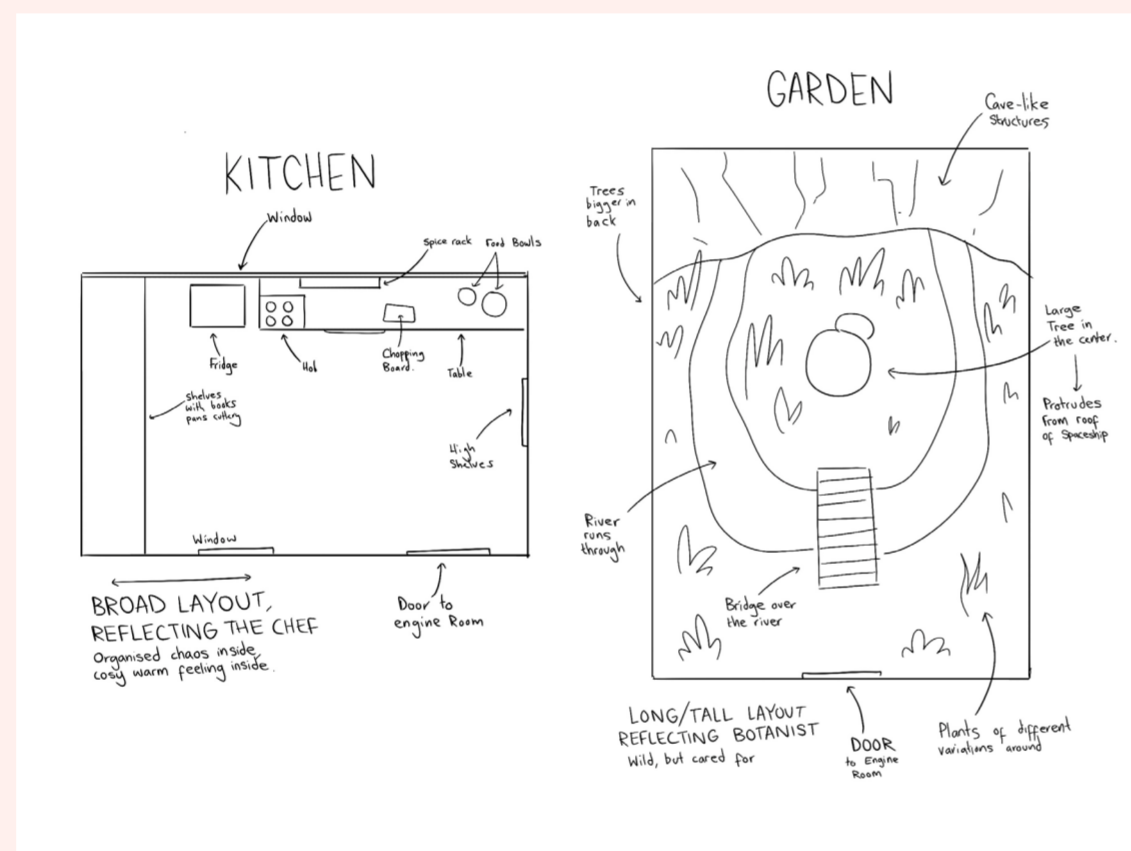 KITCHEN
Window
Spice rack
Food Bowls
Fridge
Hob
Chopping
Board.
Table
shelves
with books
pans cutlery
High
Shelves
Window
BROAD LAYOUT,
REFLECTING THE CHEF
Organised chaos inside,
cosy warm feeling inside.
Door to
engine Room
GARDEN
Cave-like
Structures
Trees
bigger in
back
Large
Tree in
the center.
Protrudes
from roof
of Spaceship
River
runs
through
Bridge over
the river
LONG/TALL LAYOUT
REFLECTING BOTANIST
Wild, but cared for
DOOR
to Engine
Room
Plants of different
variations around